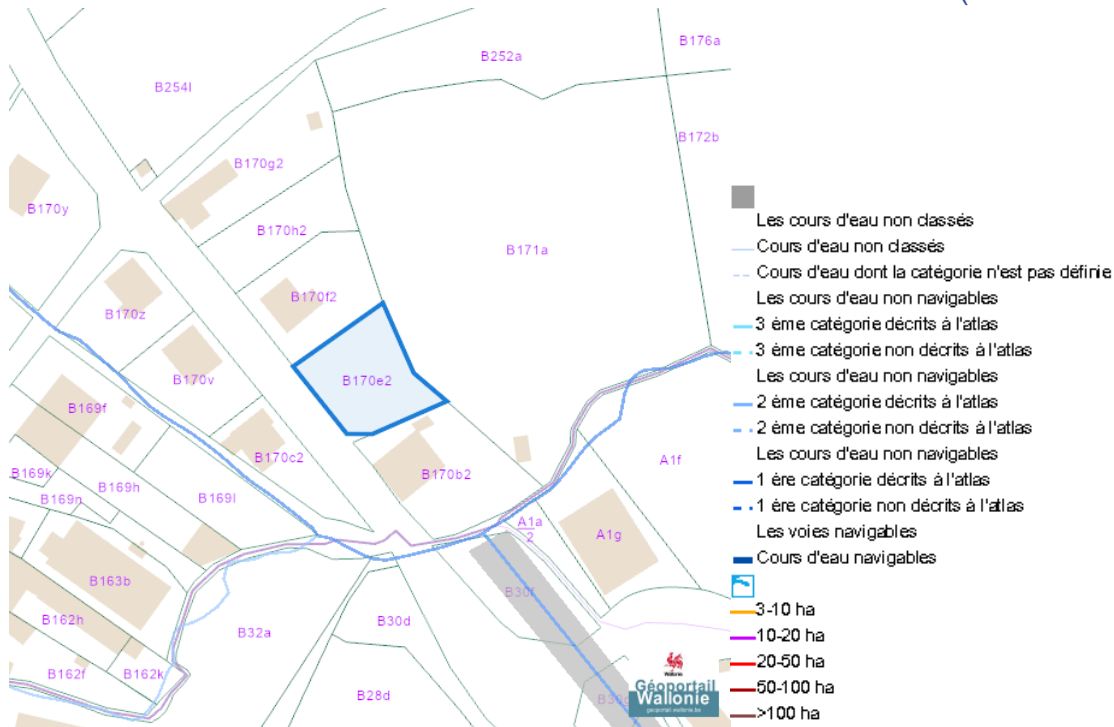 B176a
B252a
B254l
B172b
B170g2
B170y
B170h2
B171a
B170f2
B170z
B170v
B170e2
B169f
B170c2
B170b2
A1f
B169k
B169h
B169n
B169l
A1a
2
A1g
B163b
B30f
B162h
B32a
B30d
B162f
B162k
B28d
Wallonie
Géoportail
Wallonie
geoportail.wallonie.be
Les cours d'eau non classés
Cours d'eau non classés
Cours d'eau dont la catégorie n'est pas définie
Les cours d'eau non navigables
3 ème catégorie décrits à l'atlas
3 ème catégorie non décrits à l'atlas
Les cours d'eau non navigables
2 ème catégorie décrits à l'atlas
2 ème catégorie non décrits à l'atlas
Les cours d'eau non navigables
1 ère catégorie décrits à l'atlas
1 ère catégorie non décrits à l'atlas
Les voies navigables
Cours d'eau navigables
3-10 ha
10-20 ha
20-50 ha
50-100 ha
>100 ha